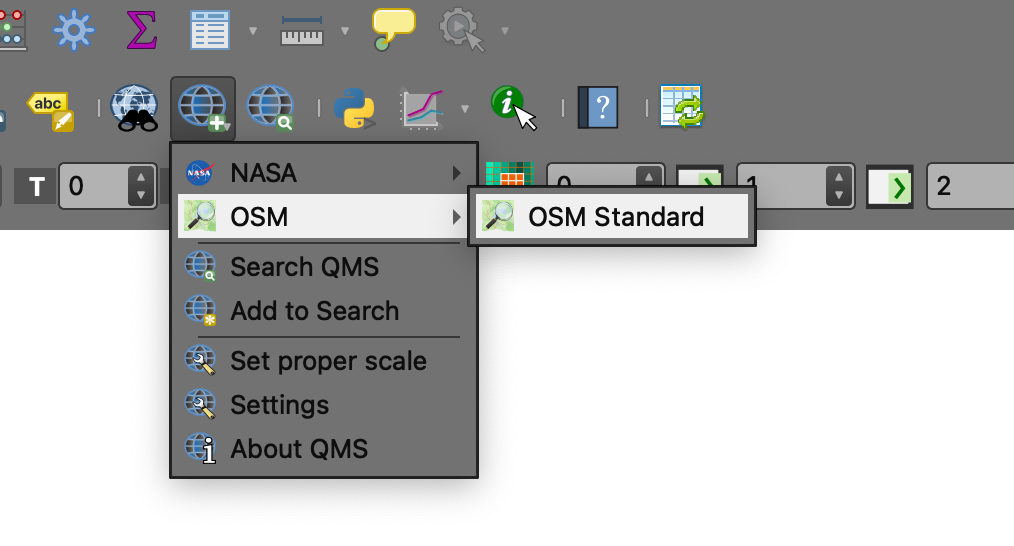 abc
i
?
T
0
0
1
2
NASA
NASA
OSM
OSM Standard
Search QMS
Add to Search
Set proper scale
Settings
About QMS